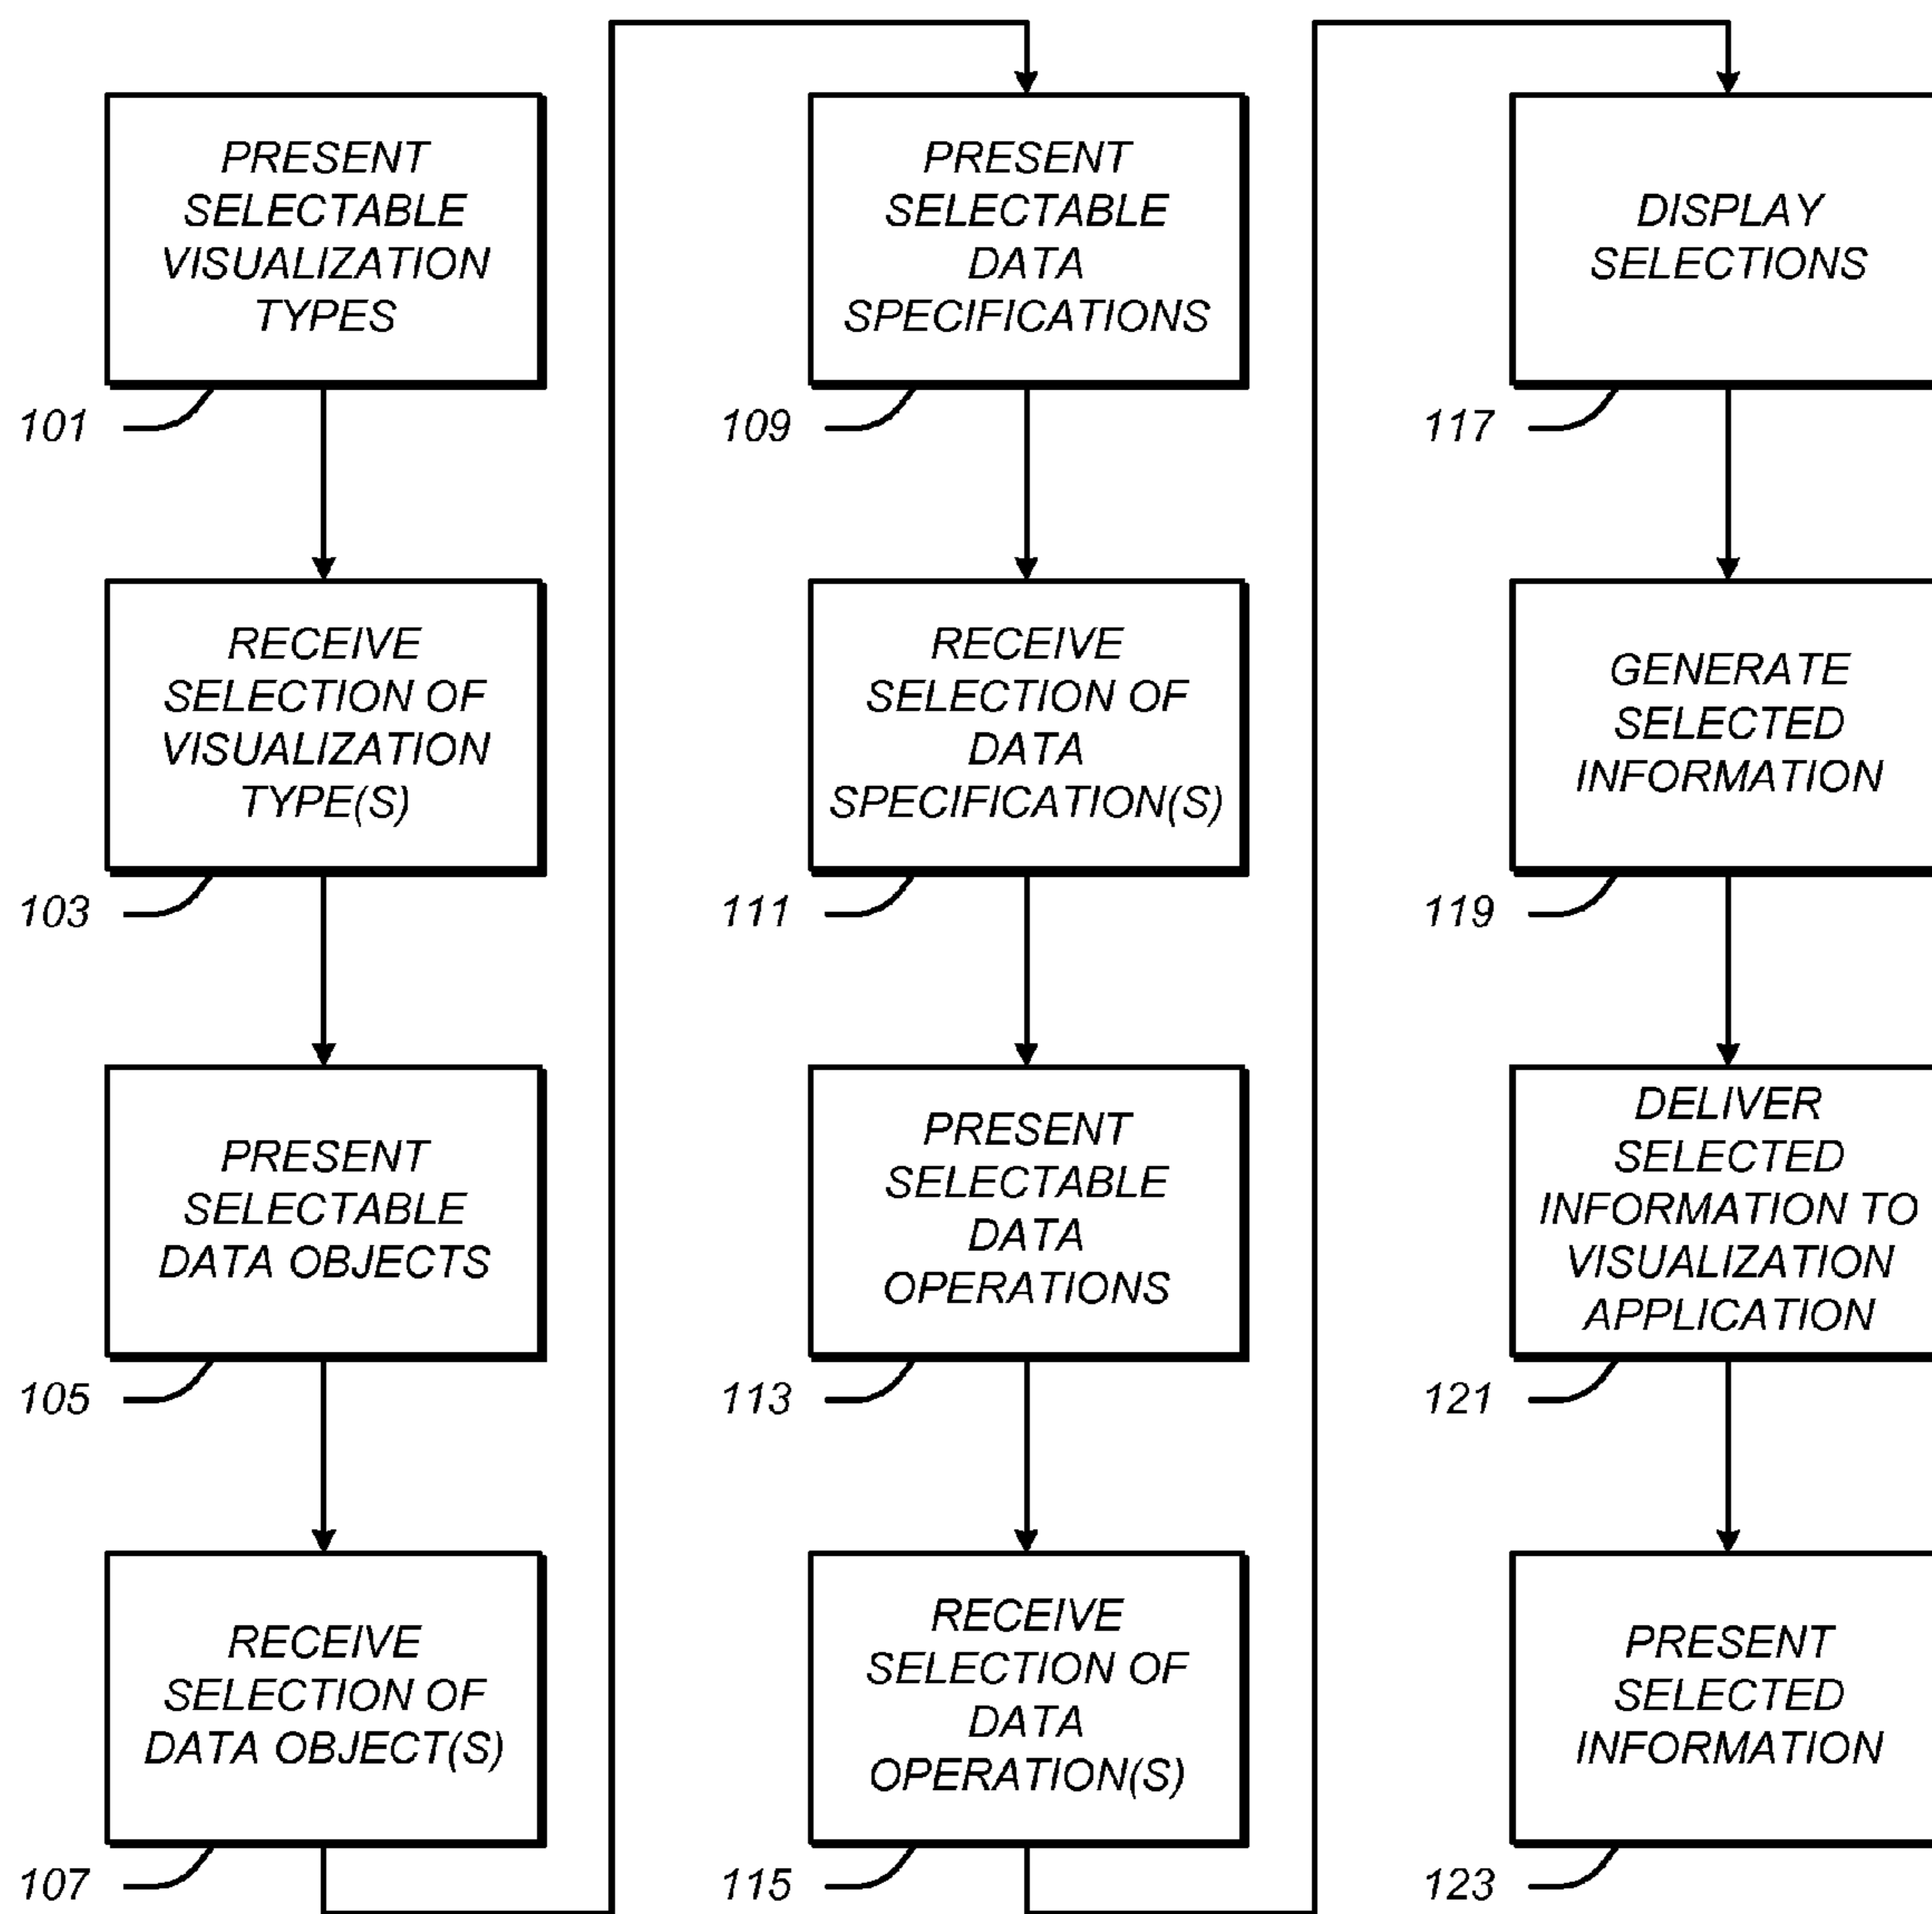 PRESENT
SELECTABLE
VISUALIZATION
TYPES
101
RECEIVE
SELECTION OF
VISUALIZATION
TYPE(S)
103
PRESENT
SELECTABLE
DATA OBJECTS
105
RECEIVE
SELECTION OF
DATA OBJECT(S)
107
PRESENT
SELECTABLE
DATA
SPECIFICATIONS
109
RECEIVE
SELECTION OF
DATA
SPECIFICATION(S)
111
PRESENT
SELECTABLE
DATA
OPERATIONS
113
RECEIVE
SELECTION OF
DATA
OPERATION(S)
115
DISPLAY
SELECTIONS
117
GENERATE
SELECTED
INFORMATION
119
DELIVER
SELECTED
INFORMATION TO
VISUALIZATION
APPLICATION
121
PRESENT
SELECTED
INFORMATION
123